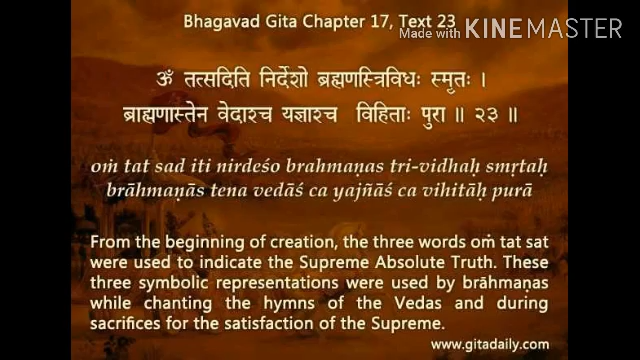 Bhagavad Gita Chapter 17, Text 23
Made with KINEMASTER
ॐ तत्सदिति निर्देशो ब्रह्मणस्त्रिविधः स्मृतः ।
ब्राह्मणास्तेन वेदाश्च यज्ञाश्च विहिताः पुरा ॥ २३ ॥
oṁ tat sad iti nirdeśo brahmaṇas tri-vidhaḥ smṛtaḥ
brāhmaṇās tena vedāś ca yajñāś ca vihitāḥ purā
From the beginning of creation, the three words oṁ tat sat
were used to indicate the Supreme Absolute Truth. These
three symbolic representations were used by brāhmaṇas
while chanting the hymns of the Vedas and during
sacrifices for the satisfaction of the Supreme.
www.gitadaily.com